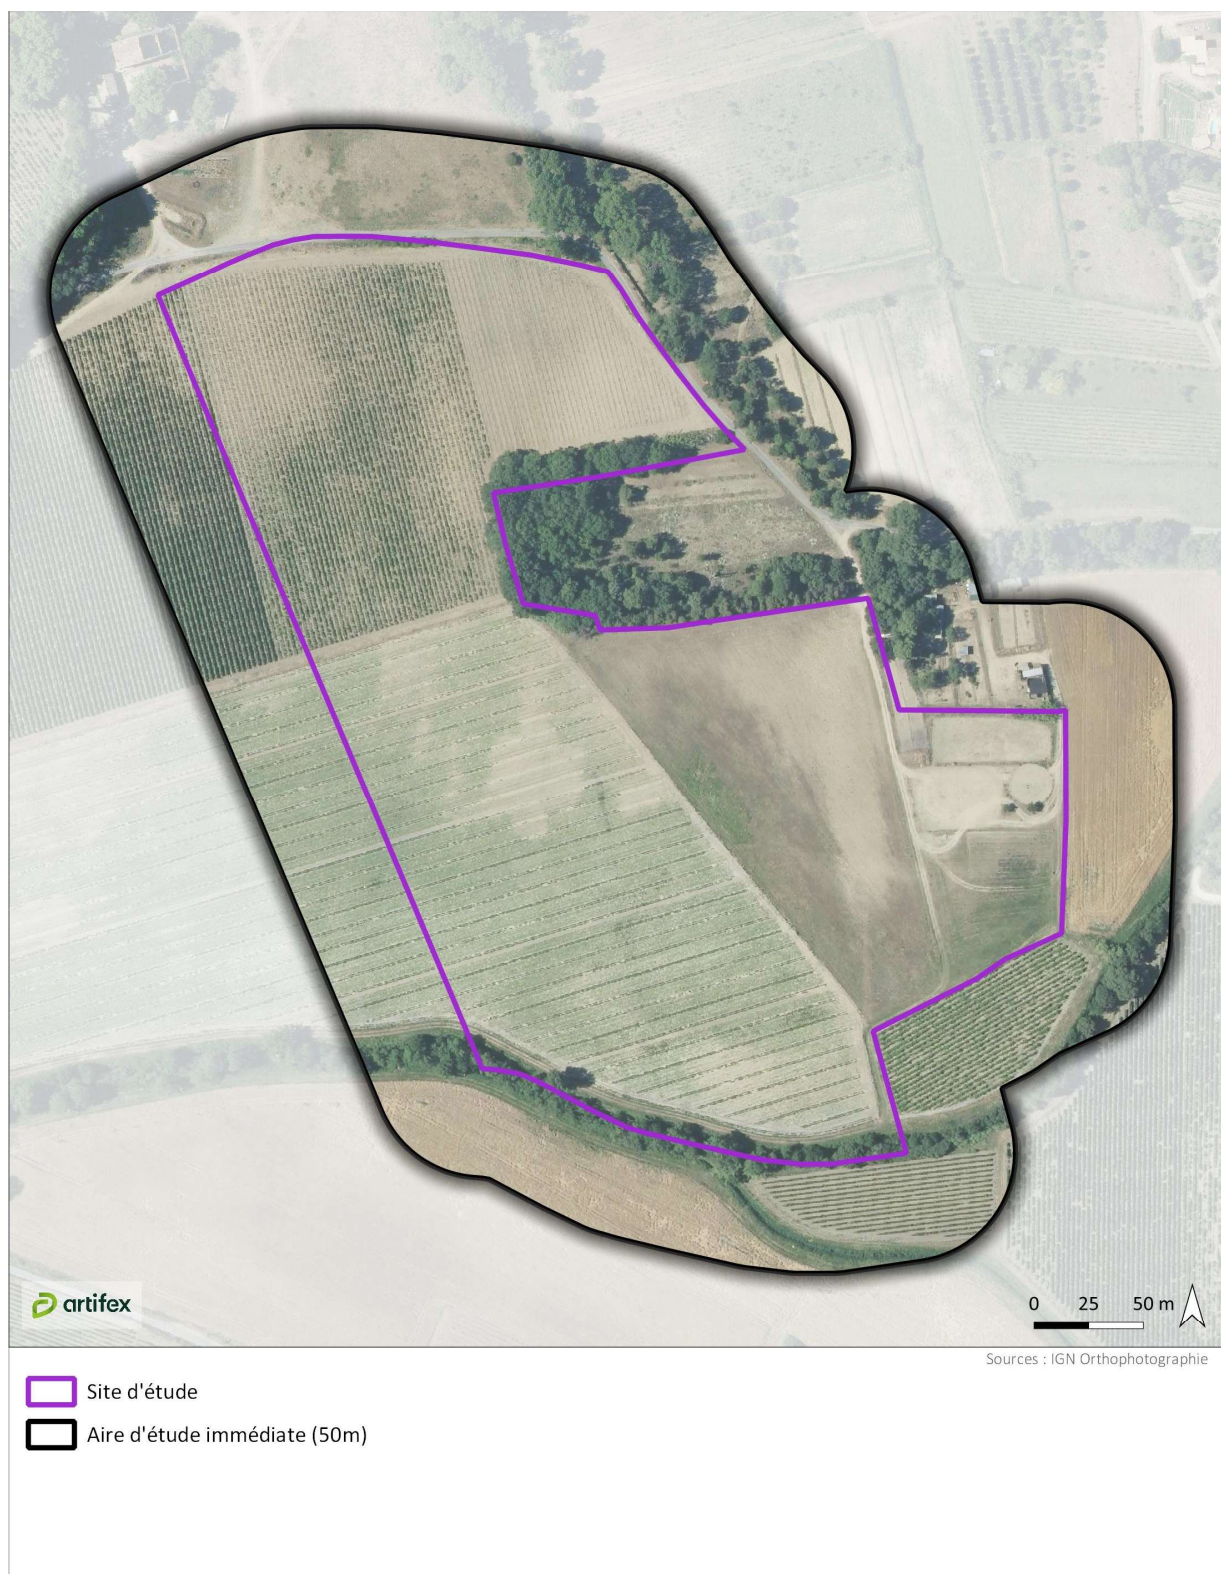 artifex
0 25 50 m
Sources : IGN Orthophotographie
Site d'étude
Aire d'étude immédiate (50m)